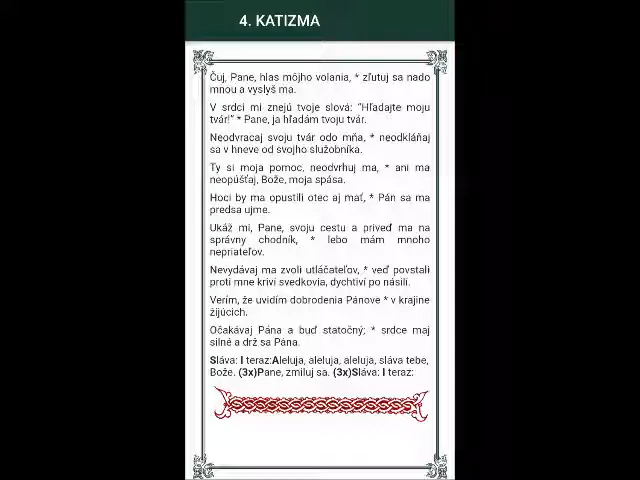 4. KATIZMA
Čuj, Pane, hlas môjho volania, * zľutuj sa nado
mnou a vyslyš ma.
V srdci mi znejú tvoje slová: “Hľadajte moju
tvár!” * Pane, ja hľadám tvoju tvár.
Neodvracaj svoju tvár odo mňa, * neodkláňaj
sa v hneve od svojho služobníka.
Ty si moja pomoc, neodvrhuj ma, * ani ma
neopúšťaj, Bože, moja spása.
Hoci by ma opustili otec aj mať, * Pán sa ma
predsa ujme.
Ukáž mi, Pane, svoju cestu a priveď ma na
správny chodník, * lebo mám mnoho
nepriateľov.
Nevydávaj ma zvoli utláčateľov, * veď povstali
proti mne kriví svedkovia, dychtiví po násilí.
Verím, že uvidím dobrodenia Pánove * v krajine
žijúcich.
Očakávaj Pána a buď statočný; * srdce maj
silné a drž sa Pána.
Sláva: I teraz:Aleluja, aleluja, aleluja, sláva tebe,
Bože. (3x)Pane, zmiluj sa. (3x)Sláva: I teraz: